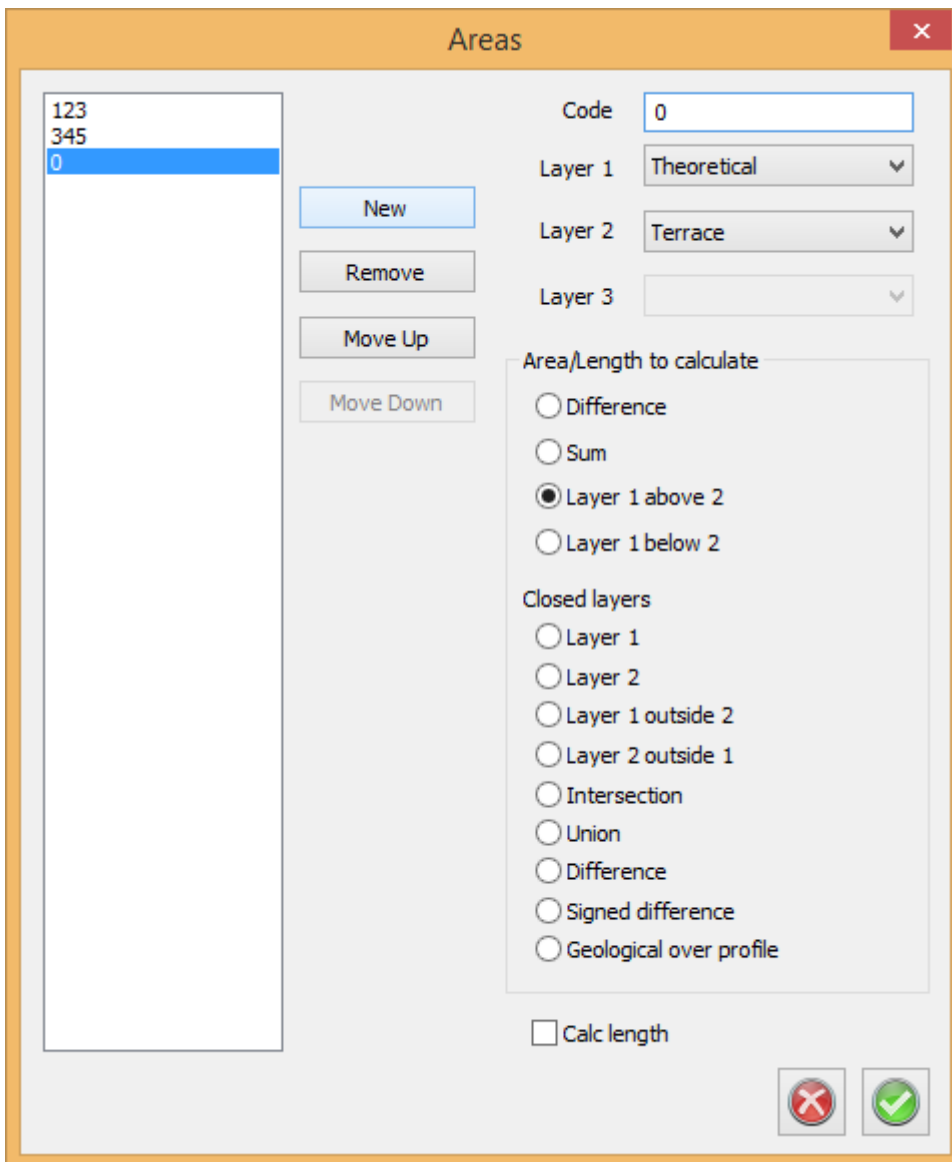 Areas
123
345
0
New
Remove
Move Up
Move Down
Code 0
Layer 1 Theoretical
Layer 2 Terrace
Layer 3
Area/Length to calculate
Difference
Sum
Layer 1 above 2
Layer 1 below 2
Closed layers
Layer 1
Layer 2
Layer 1 outside 2
Layer 2 outside 1
Intersection
Union
Difference
Signed difference
Geological over profile
Calc length